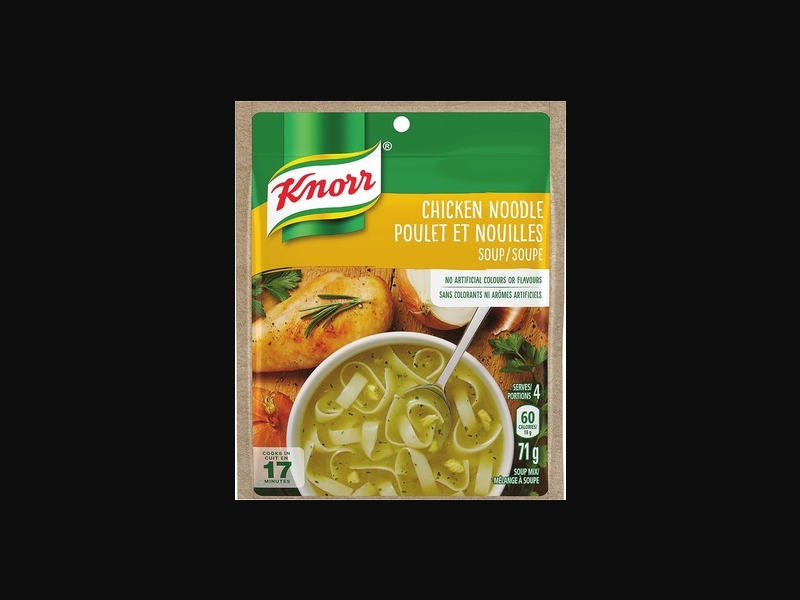 Knorr®
CHICKEN NOODLE
POULET ET NOUILLES
SOUP/SOUPE
NO ARTIFICIAL COLOURS OR FLAVOURS
SANS COLORANTS NI ARÔMES ARTIFICIELS
SERVES/
PORTIONS 4
60
CALORIES/
18 g
71 g
SOUP MIX/
MÉLANGE À SOUPE
COOKS IN
CUIT EN
17
MINUTES